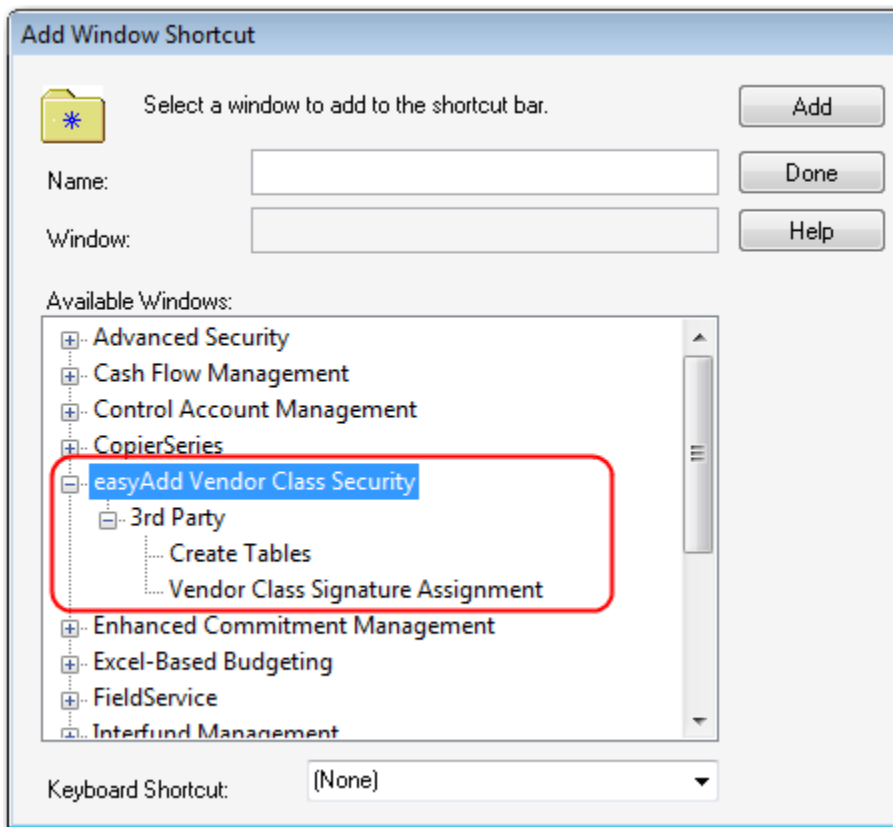 Add Window Shortcut
Select a window to add to the shortcut bar.
Add
Name:
Done
Window:
Help
Available Windows:
Advanced Security
Cash Flow Management
Control Account Management
CopierSeries
easyAdd Vendor Class Security
3rd Party
Create Tables
Vendor Class Signature Assignment
Enhanced Commitment Management
Excel-Based Budgeting
FieldService
Interfund Management
Keyboard Shortcut:
(None)